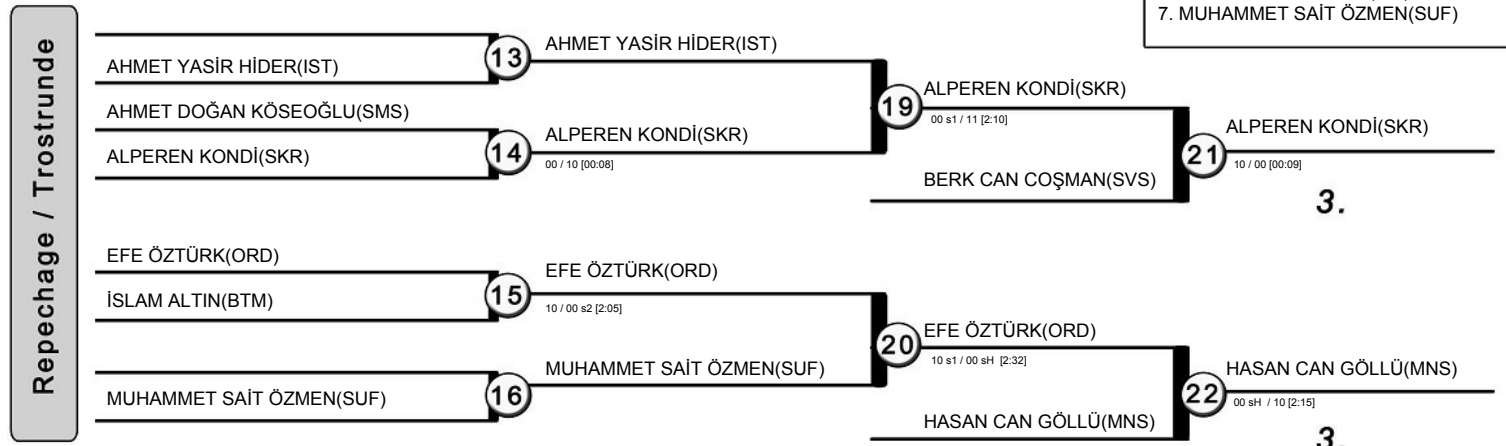 7. MUHAMMET SAİT ÖZMEN(SUF)
Repechage / Trostrunde
AHMET YASİR HİDER(IST)
13
AHMET YASİR HİDER(IST)
AHMET DOĞAN KÖSEOĞLU(SMS)
ALPEREN KONDİ(SKR)
14
ALPEREN KONDİ(SKR)
00 / 10 [00:08]
19
ALPEREN KONDİ(SKR)
00 s1 / 11 [2:10]
BERK CAN COŞMAN(SVS)
21
ALPEREN KONDİ(SKR)
10 / 00 [00:09]
3.
EFE ÖZTÜRK(ORD)
İSLAM ALTIN(BTM)
15
EFE ÖZTÜRK(ORD)
10 / 00 s2 [2:05]
MUHAMMET SAİT ÖZMEN(SUF)
16
MUHAMMET SAİT ÖZMEN(SUF)
20
EFE ÖZTÜRK(ORD)
10 s1 / 00 sH [2:32]
HASAN CAN GÖLLÜ(MNS)
22
HASAN CAN GÖLLÜ(MNS)
00 sH / 10 [2:15]
3.